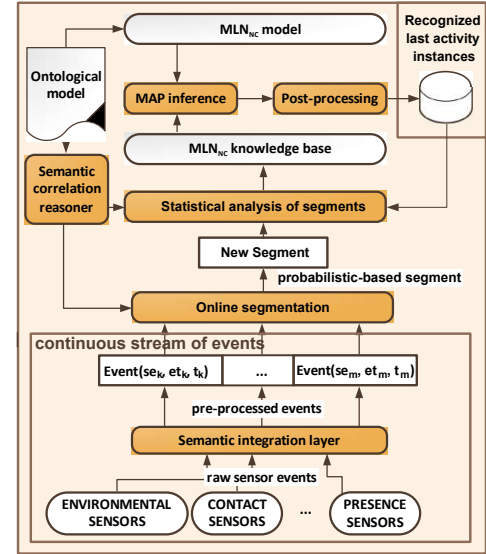 MLN_NC model
Recognized
last activity
instances
Ontological
model
MAP inference
Post-processing
MLN_NC knowledge base
Semantic
correlation
reasoner
Statistical analysis of segments
New Segment
probabilistic-based segment
Online segmentation
continuous stream of events
Event(se_k, et_k, t_k)
...
Event(se_m, et_m, t_m)
pre-processed events
Semantic integration layer
raw sensor events
ENVIRONMENTAL
SENSORS
CONTACT
SENSORS
...
PRESENCE
SENSORS